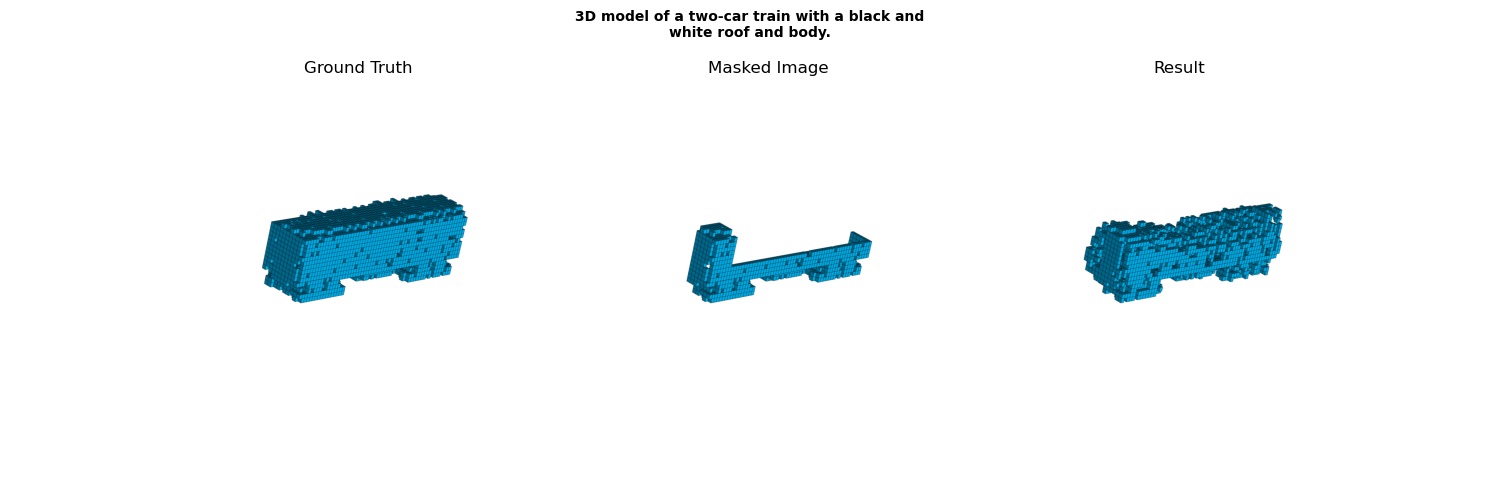 3D model of a two-car train with a black and
white roof and body.
Ground Truth
Masked Image
Result